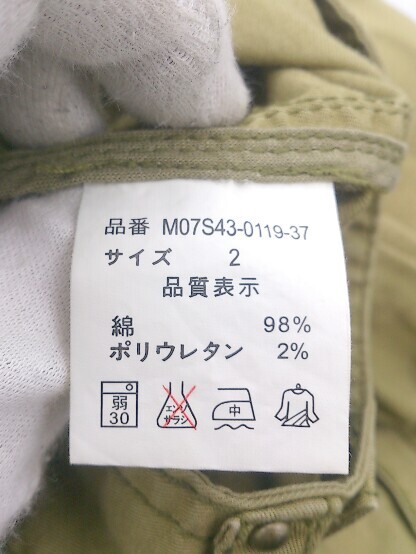 品番 M07S43-0119-37
サイズ 2
品質表示
綿 98%
ポリウレタン 2%
弱 エンソ 中
30 サラシ